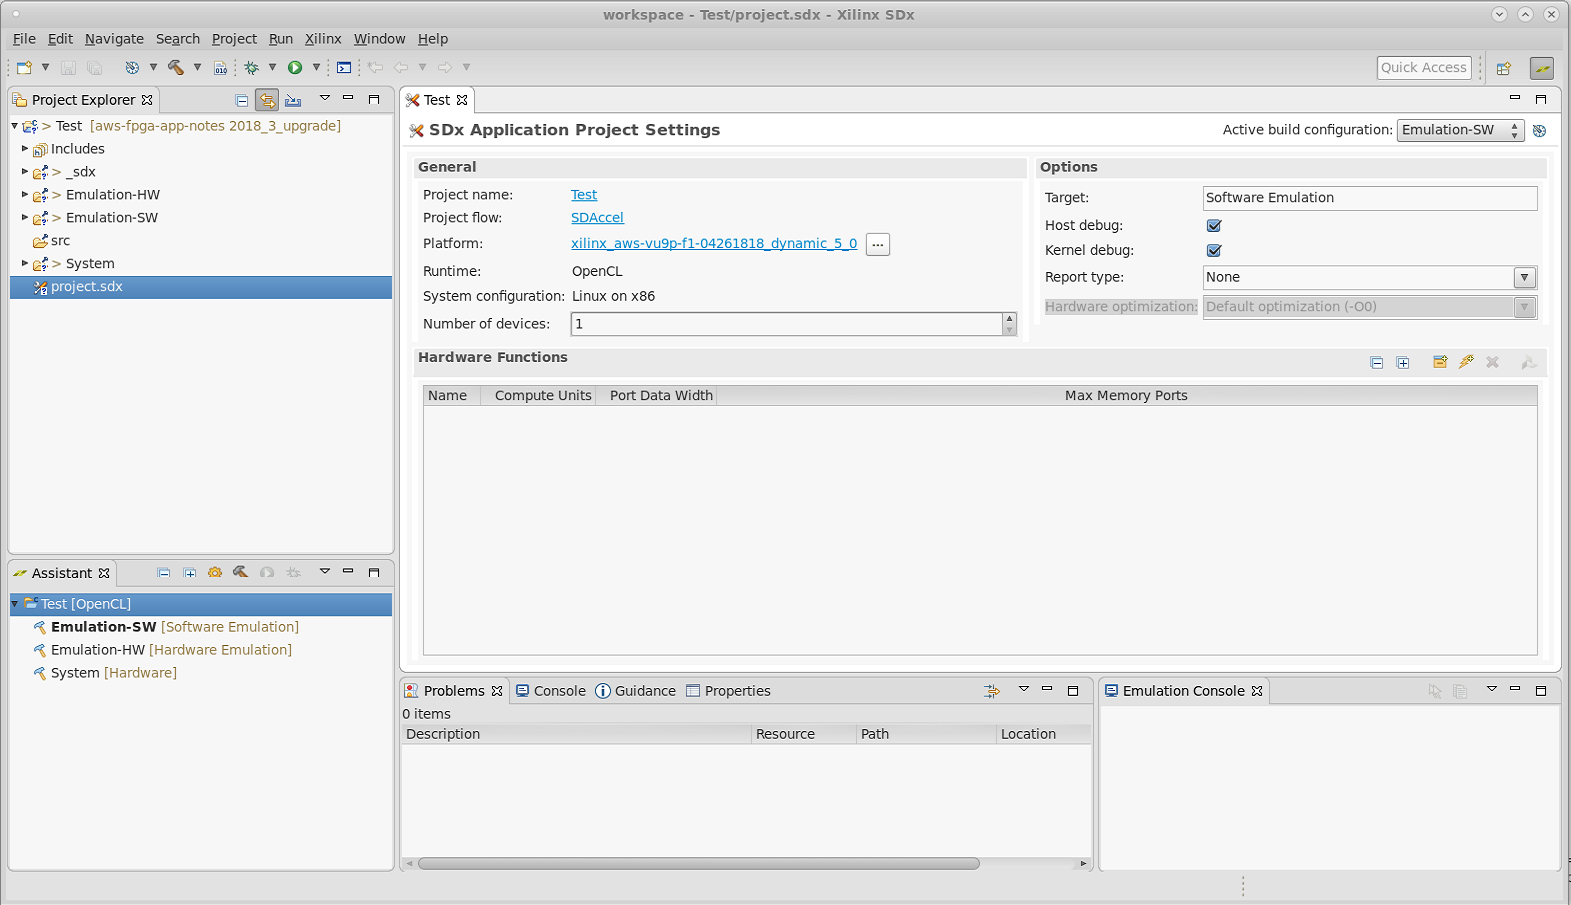 workspace - Test/project.sdx - Xilinx SDx
File Edit Navigate Search Project Run Xilinx Window Help
Quick Access
Project Explorer
> Test [aws-fpga-app-notes 2018_3_upgrade]
Includes
> _sdx
> Emulation-HW
> Emulation-SW
src
> System
project.sdx
Assistant
Test [OpenCL]
Emulation-SW [Software Emulation]
Emulation-HW [Hardware Emulation]
System [Hardware]
Test
SDx Application Project Settings
Active build configuration: Emulation-SW
General
Project name: Test
Project flow: SDAccel
Platform: xilinx_aws-vu9p-f1-04261818_dynamic_5_0 ...
Runtime: OpenCL
System configuration: Linux on x86
Number of devices: 1
Options
Target: Software Emulation
Host debug:
Kernel debug:
Report type: None
Hardware optimization: Default optimization (-O0)
Hardware Functions
Name Compute Units Port Data Width Max Memory Ports
Problems Console Guidance Properties
0 items
Description Resource Path Location
Emulation Console